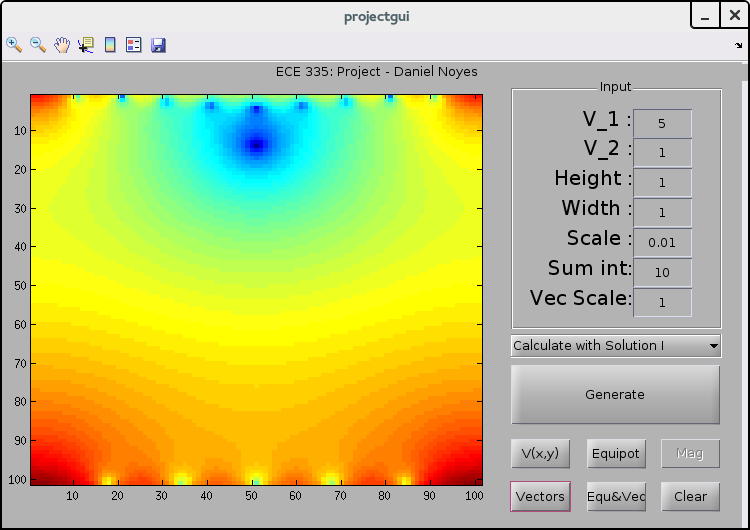 projectgui
ECE 335: Project - Daniel Noyes
Input
V_1 : 5
V_2 : 1
Height : 1
Width : 1
Scale : 0.01
Sum int: 10
Vec Scale: 1
Calculate with Solution I
Generate
V(x,y) Equipot Mag
Vectors Equ&Vec Clear
10
20
30
40
50
60
70
80
90
100
10 20 30 40 50 60 70 80 90 100